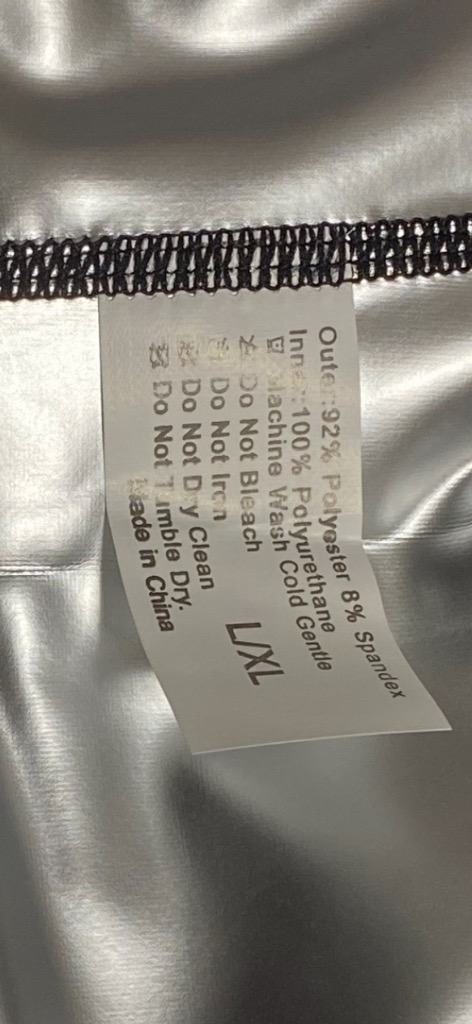 Outer:92% Polyester 8% Spandex
Inner:100% Polyurethane
Machine Wash Cold Gentle
Do Not Bleach
Do Not Iron
Do Not Dry Clean
Do Not Tumble Dry.
Made in China
L/XL